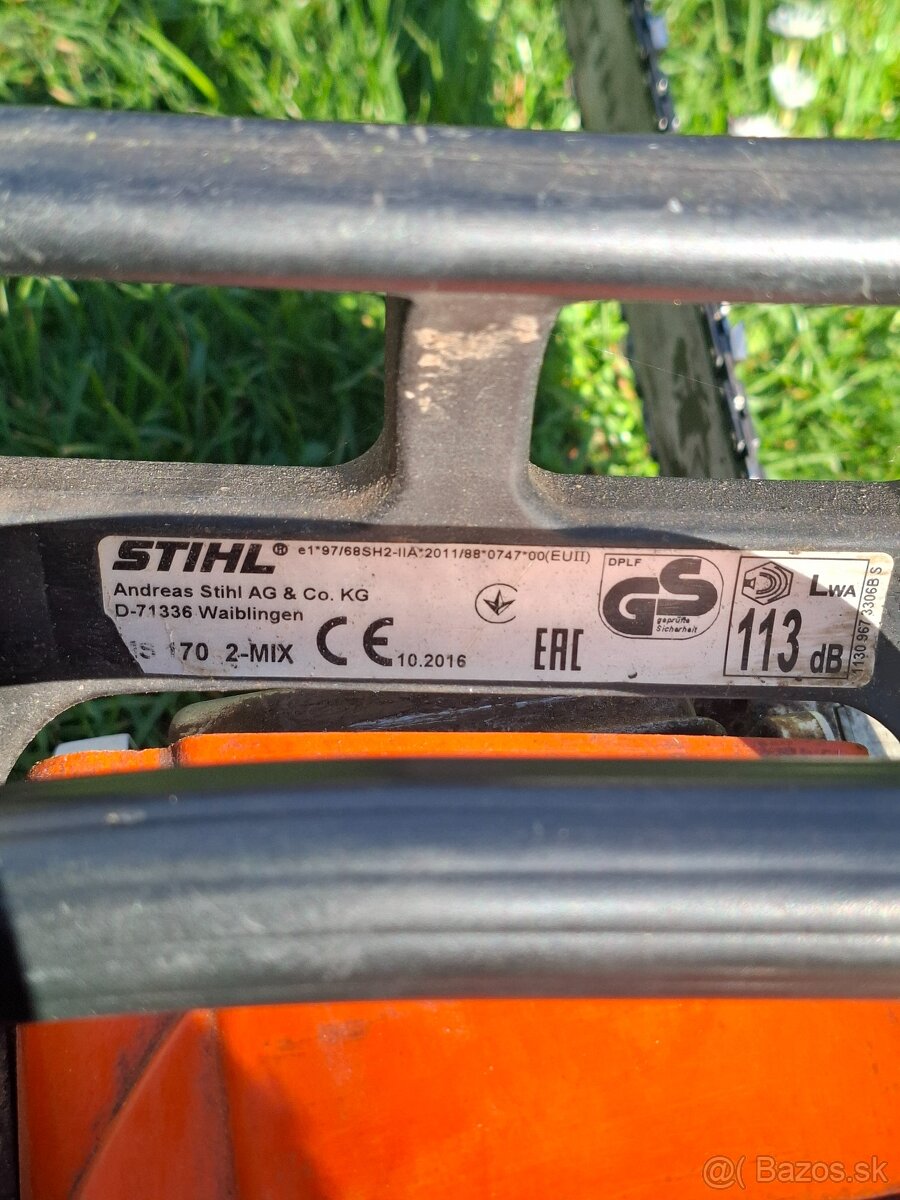 STIHL® e1*97/68SH2-IIA*2011/88*0747*00(EUII)
Andreas Stihl AG & Co. KG
D-71336 Waiblingen
170 2-MIX CE 10.2016
EAC
DPLF
GS
geprüfte
Sicherheit
LWA
113 dB
1130 967 3306B S
@( Bazos.sk